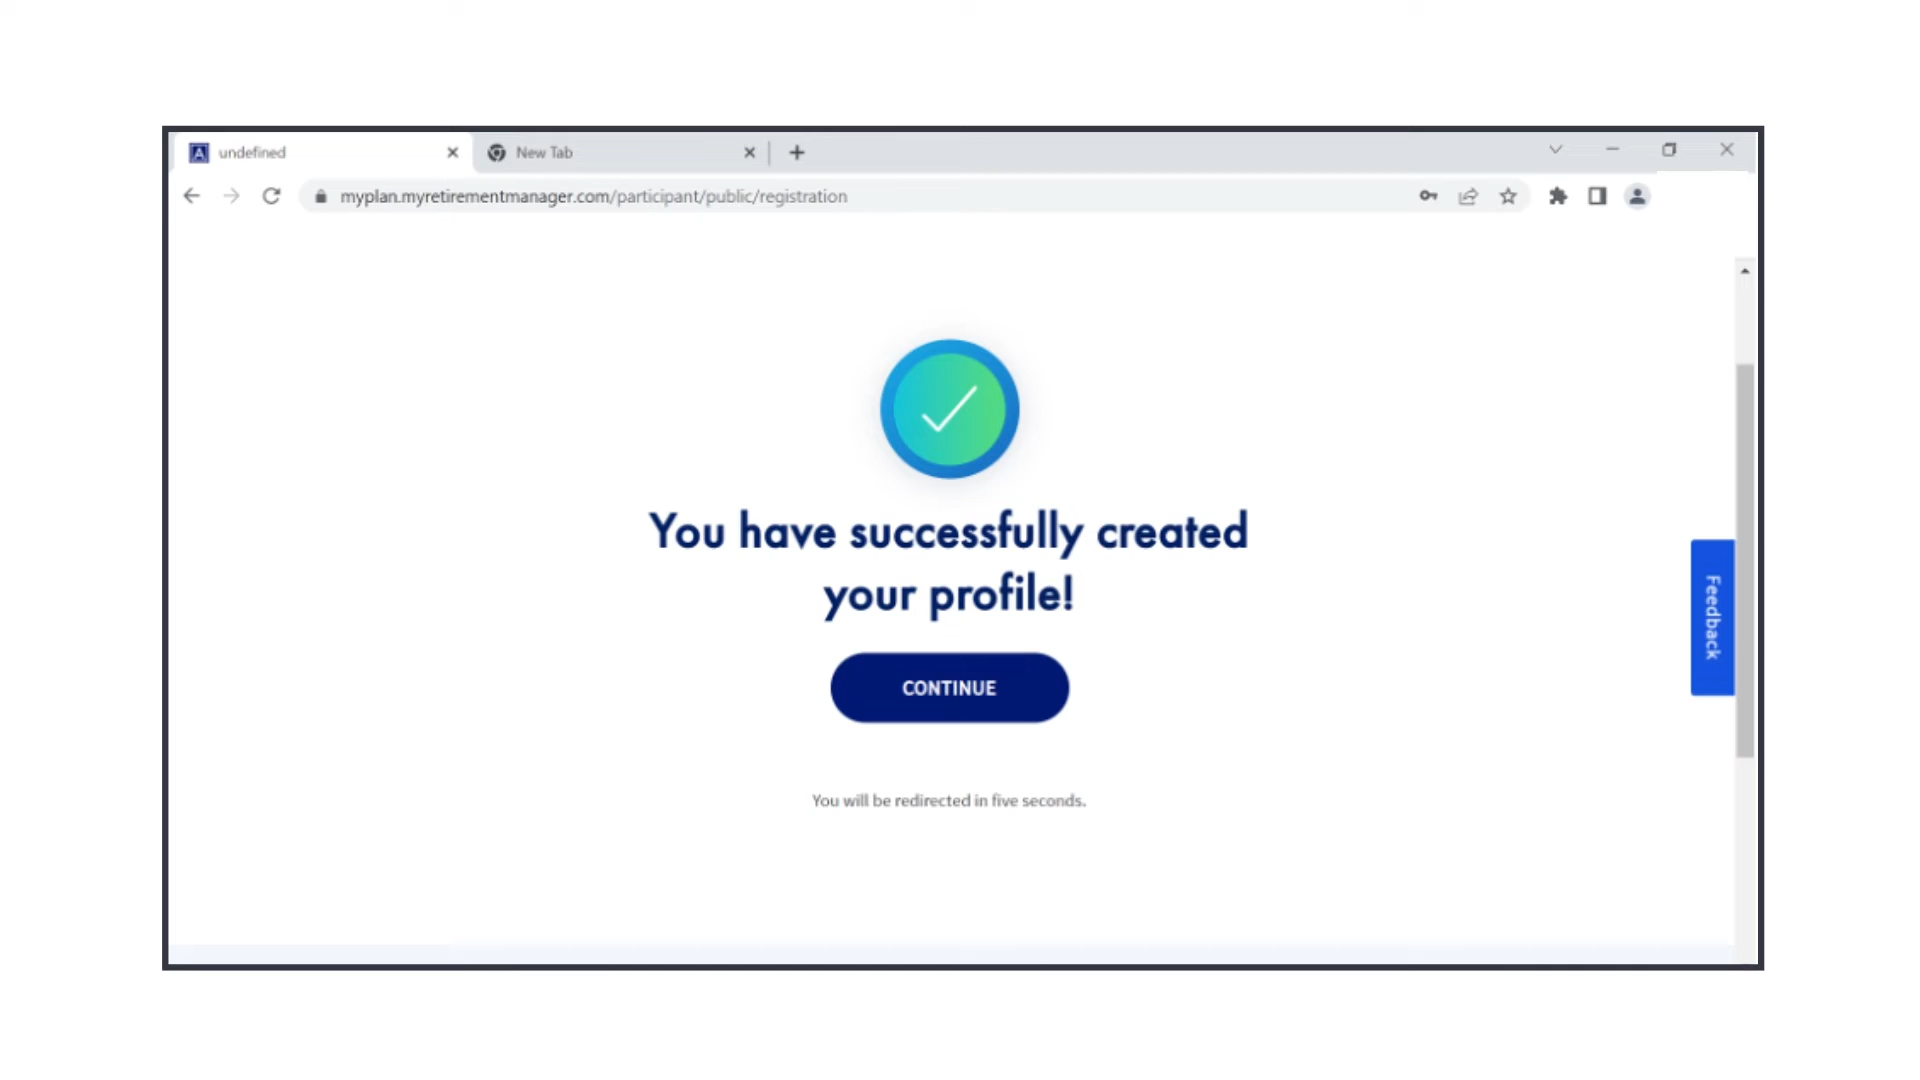 A undefined
New Tab
myplan.myretirementmanager.com/participant/public/registration
You have successfully created
your profile!
CONTINUE
Feedback
You will be redirected in five seconds.